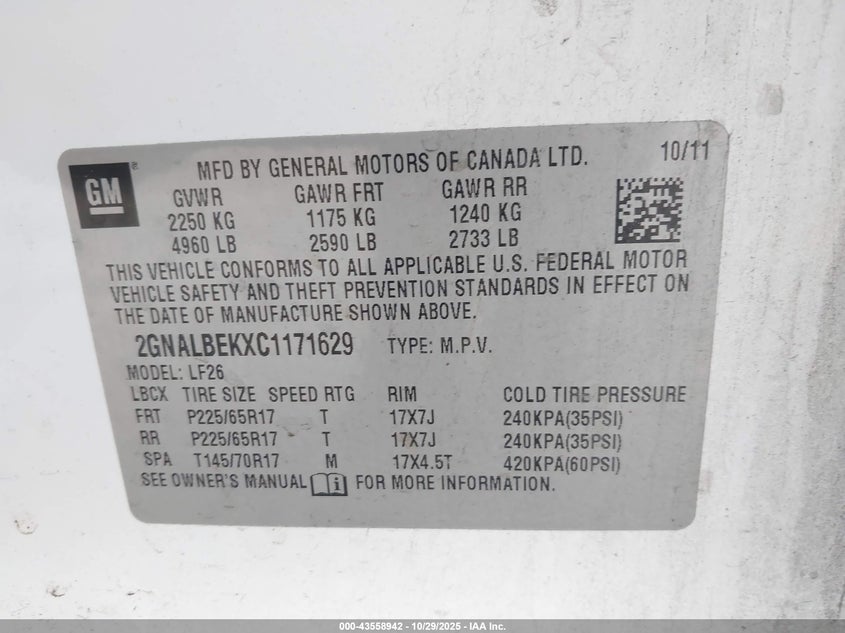 GM
MFD BY GENERAL MOTORS OF CANADA LTD. 10/11
GVWR GAWR FRT GAWR RR
2250 KG 1175 KG 1240 KG
4960 LB 2590 LB 2733 LB
THIS VEHICLE CONFORMS TO ALL APPLICABLE U.S. FEDERAL MOTOR
VEHICLE SAFETY AND THEFT PREVENTION STANDARDS IN EFFECT ON
THE DATE OF MANUFACTURE SHOWN ABOVE.
2GNALBEKXC1171629 TYPE: M.P.V.
MODEL: LF26
LBCX TIRE SIZE SPEED RTG RIM COLD TIRE PRESSURE
FRT P225/65R17 T 17X7J 240KPA(35PSI)
RR P225/65R17 T 17X7J 240KPA(35PSI)
SPA T145/70R17 M 17X4.5T 420KPA(60PSI)
SEE OWNER'S MANUAL i FOR MORE INFORMATION.
000-43558942 - 10/29/2025 - IAA Inc.